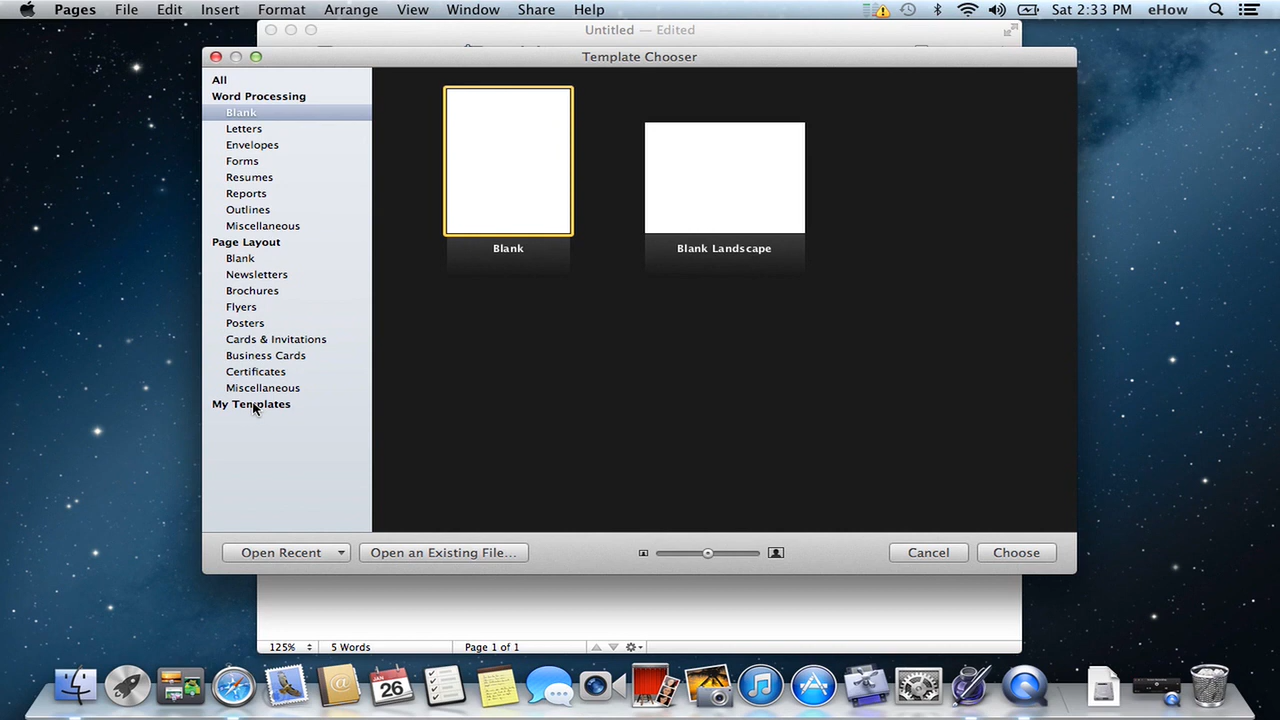 Pages File Edit Insert Format Arrange View Window Share Help Sat 2:33 PM eHow
Untitled — Edited
Template Chooser
All
Word Processing
Blank
Letters
Envelopes
Forms
Resumes
Reports
Outlines
Miscellaneous
Page Layout
Blank
Newsletters
Brochures
Flyers
Posters
Cards & Invitations
Business Cards
Certificates
Miscellaneous
My Templates
Blank
Blank Landscape
Open Recent
Open an Existing File...
Cancel
Choose
125%
5 Words
Page 1 of 1
JAN
26